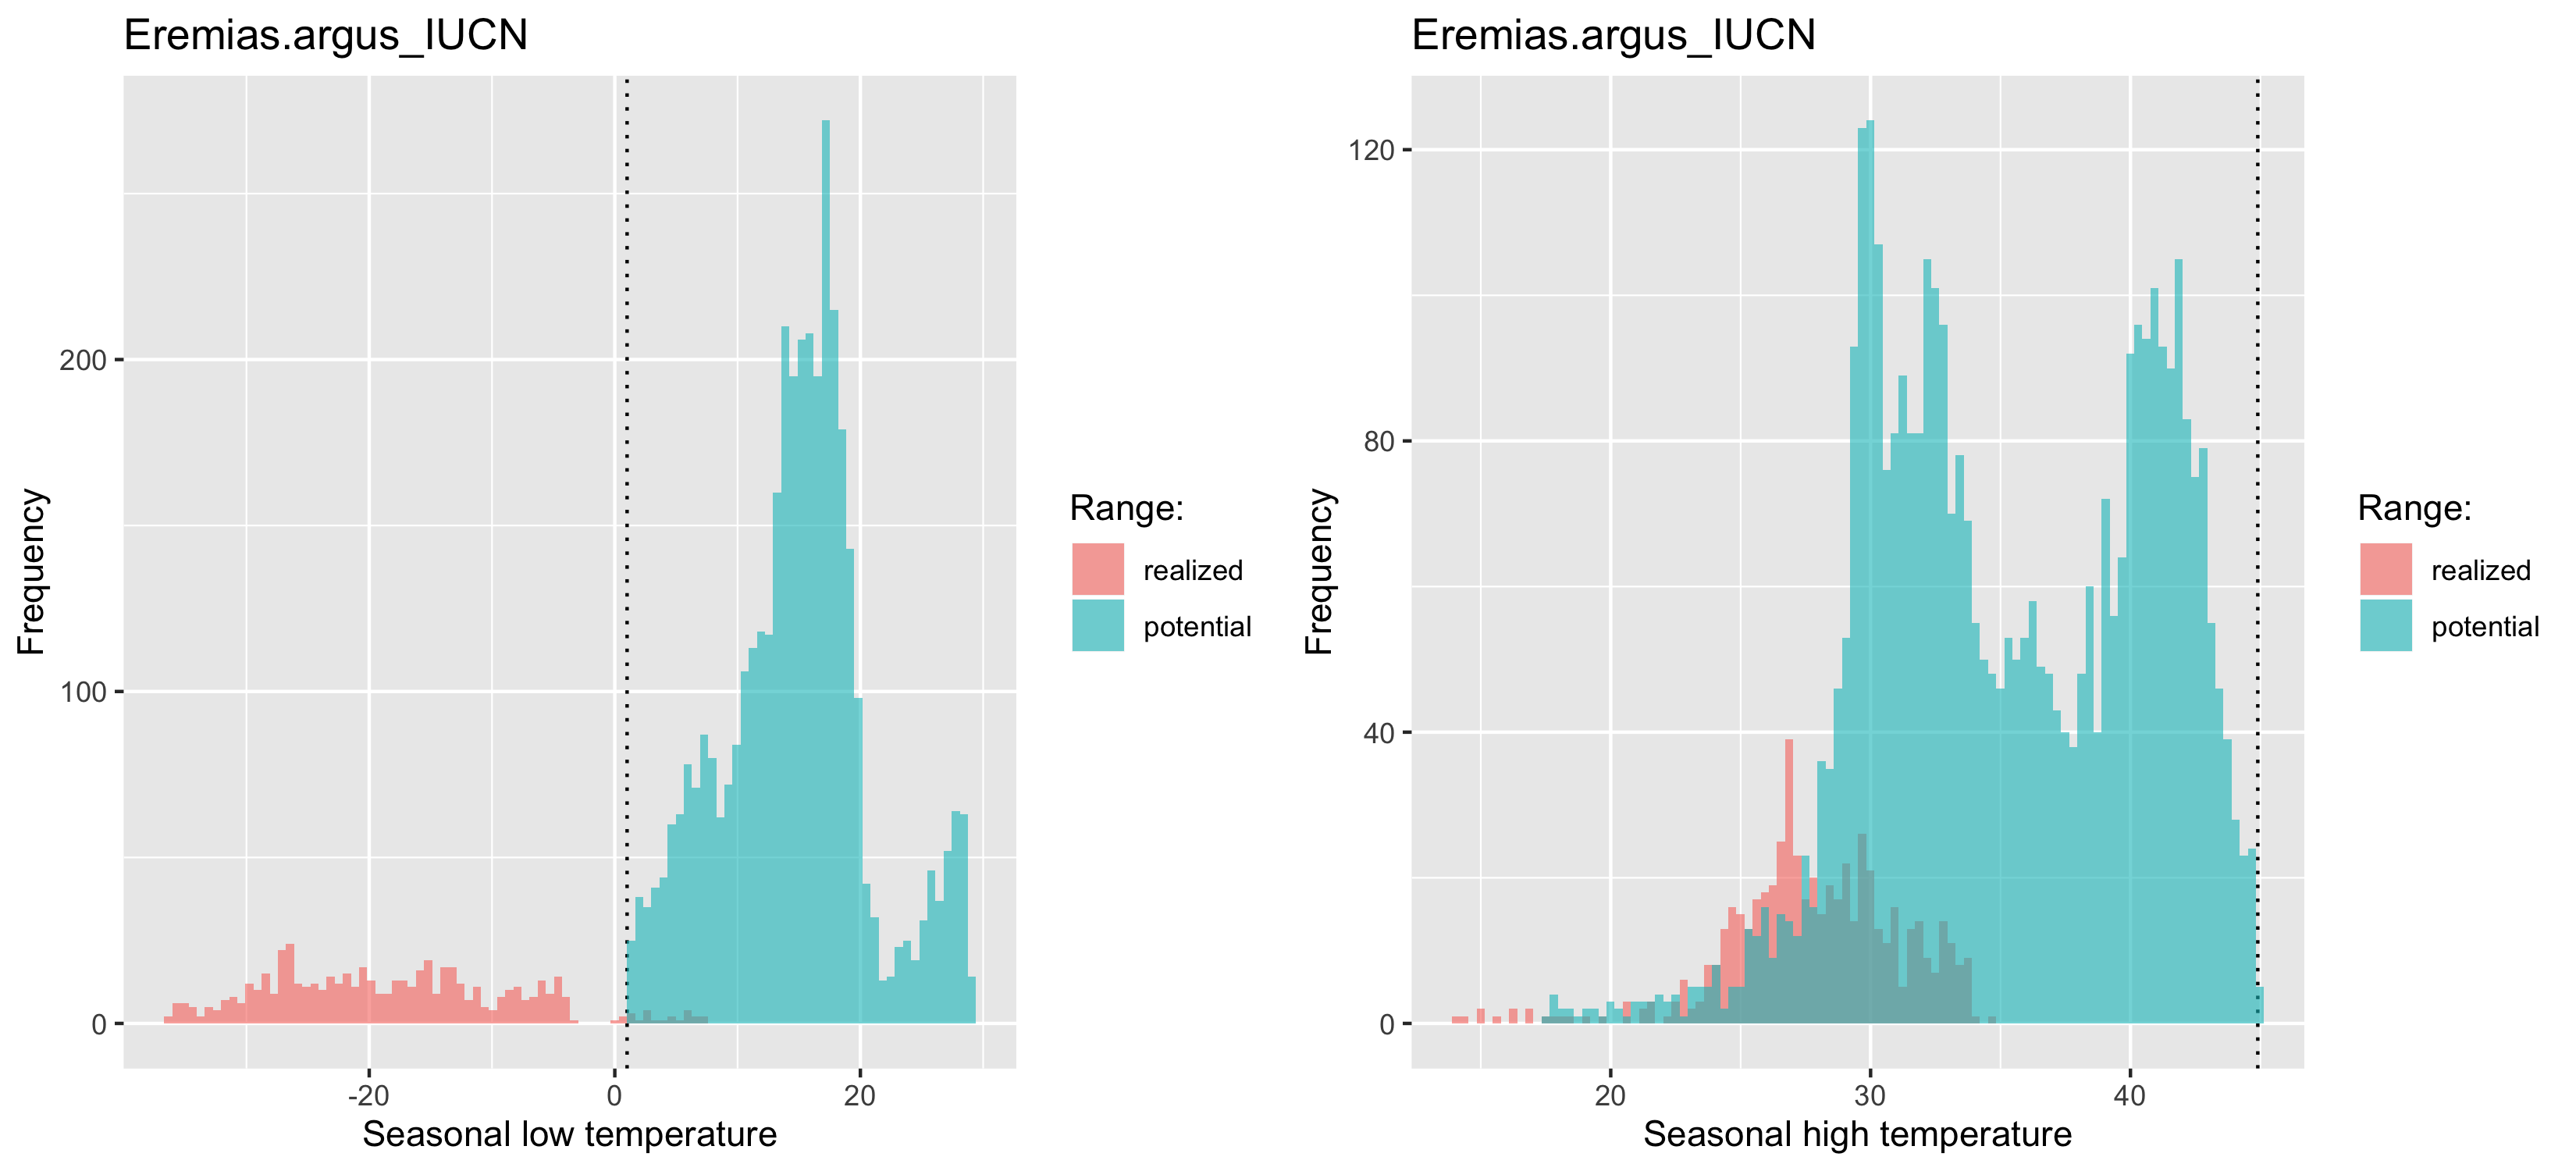 Eremias.argus_IUCN
Frequency
200
100
0
-20
0
20
Seasonal low temperature
Range:
realized
potential
Eremias.argus_IUCN
Frequency
120
80
40
0
20
30
40
Seasonal high temperature
Range:
realized
potential